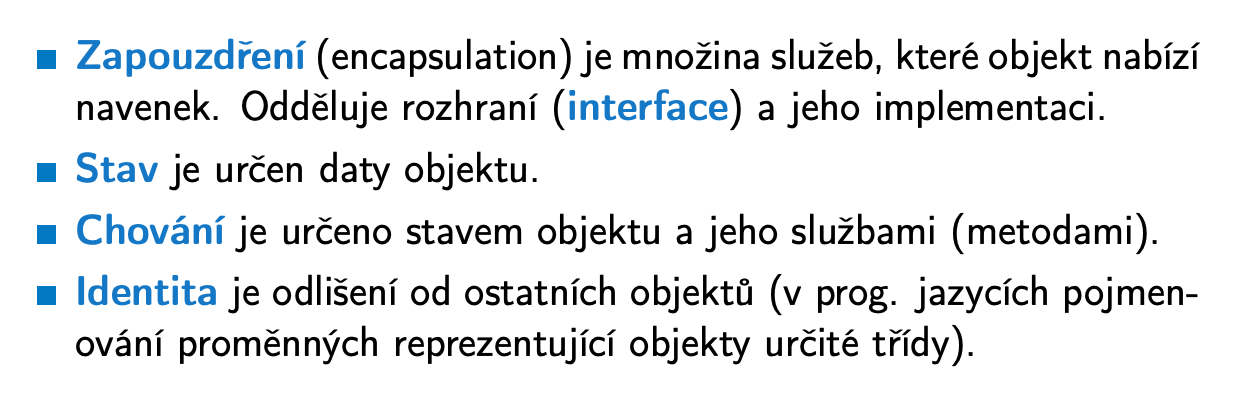 Zapouzdření (encapsulation) je množina služeb, které objekt nabízí
navenek. Odděluje rozhraní (interface) a jeho implementaci.
Stav je určen daty objektu.
Chování je určeno stavem objektu a jeho službami (metodami).
Identita je odlišení od ostatních objektů (v prog. jazycích pojmen-
ování proměnných reprezentující objekty určité třídy).